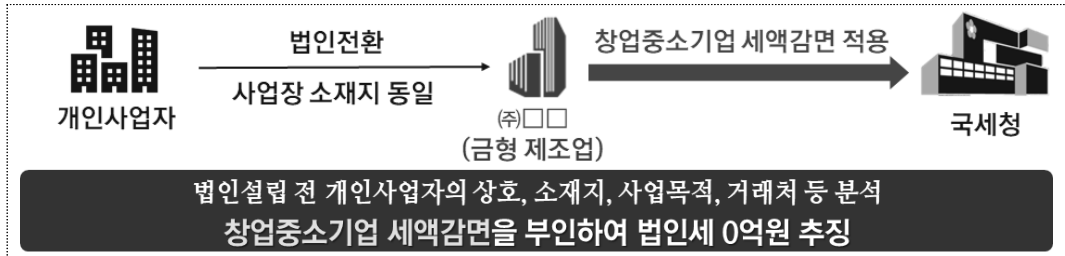 법인전환
사업장 소재지 동일
개인사업자
㈜□□
(금형 제조업)
창업중소기업 세액감면 적용
국세청
법인설립 전 개인사업자의 상호, 소재지, 사업목적, 거래처 등 분석
창업중소기업 세액감면을 부인하여 법인세 0억원 추징